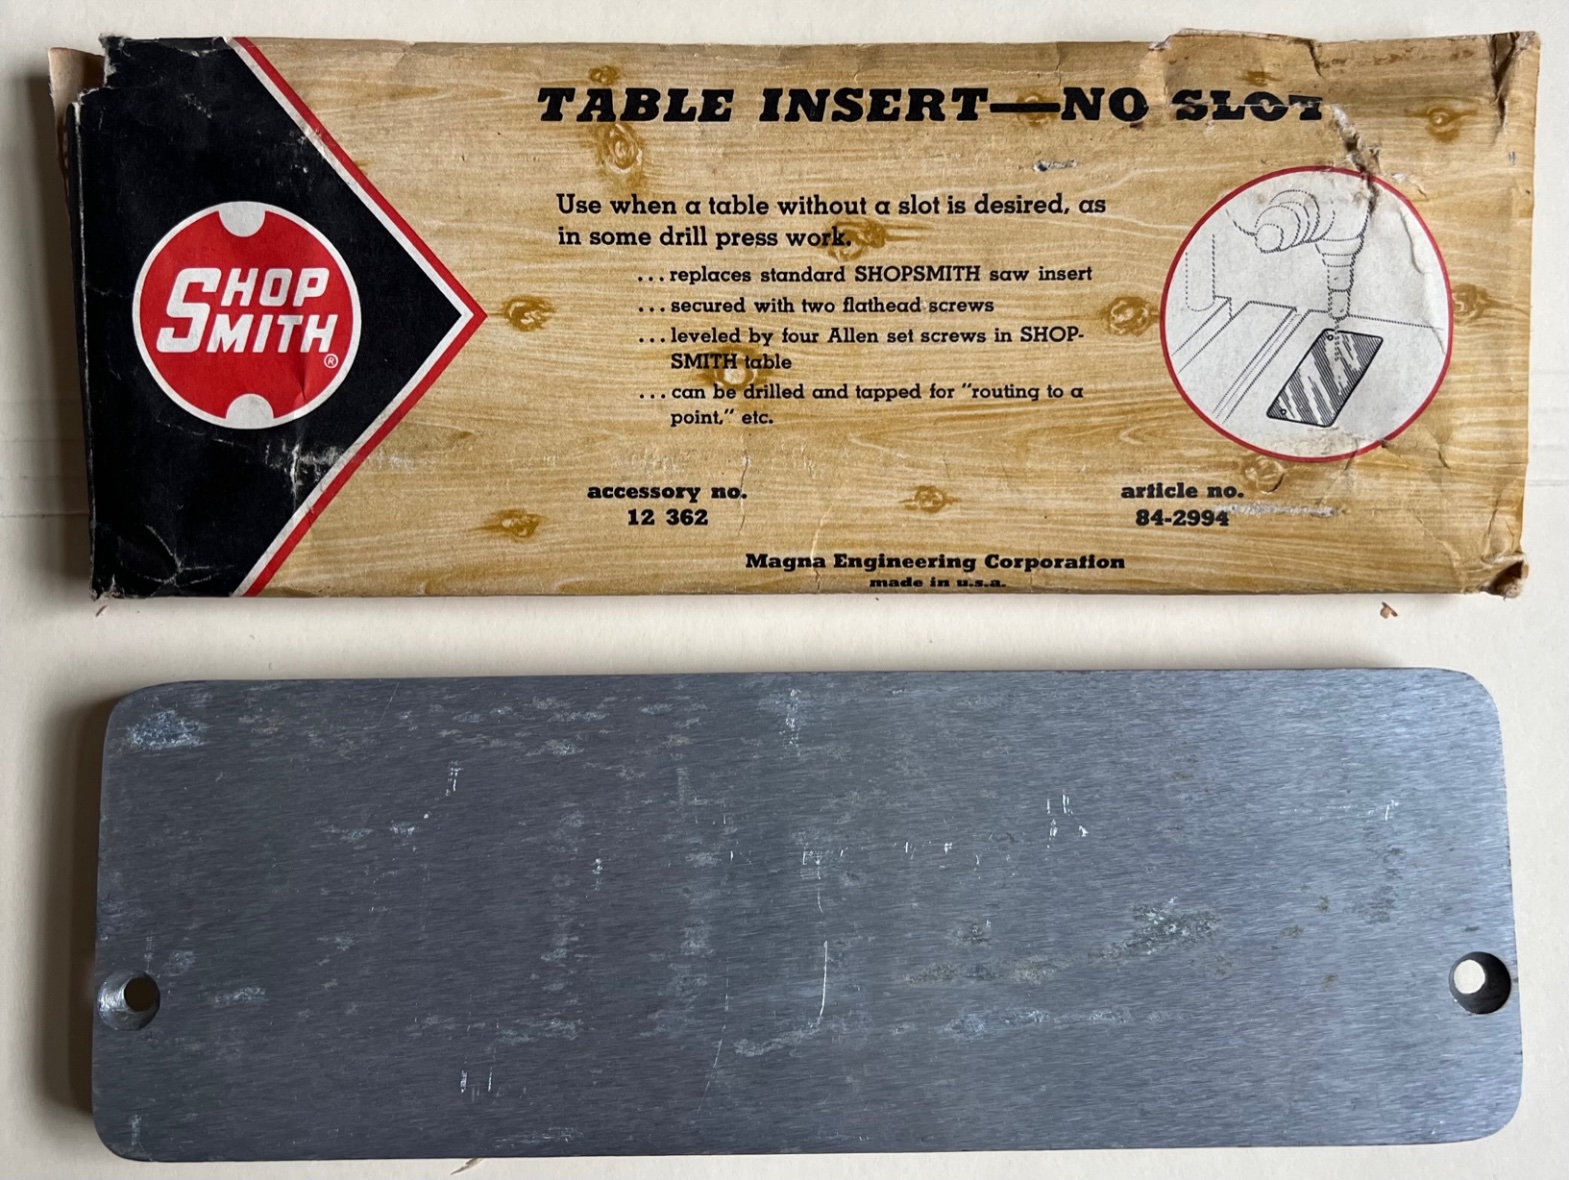 TABLE INSERT—NO SLOT
Use when a table without a slot is desired, as
in some drill press work.
...replaces standard SHOPSMITH saw insert
...secured with two flathead screws
...leveled by four Allen set screws in SHOP-
SMITH table
...can be drilled and tapped for "routing to a
point," etc.
SHOP
SMITH
®
accessory no.
12 362
article no.
84-2994
Magna Engineering Corporation
made in u.s.a.